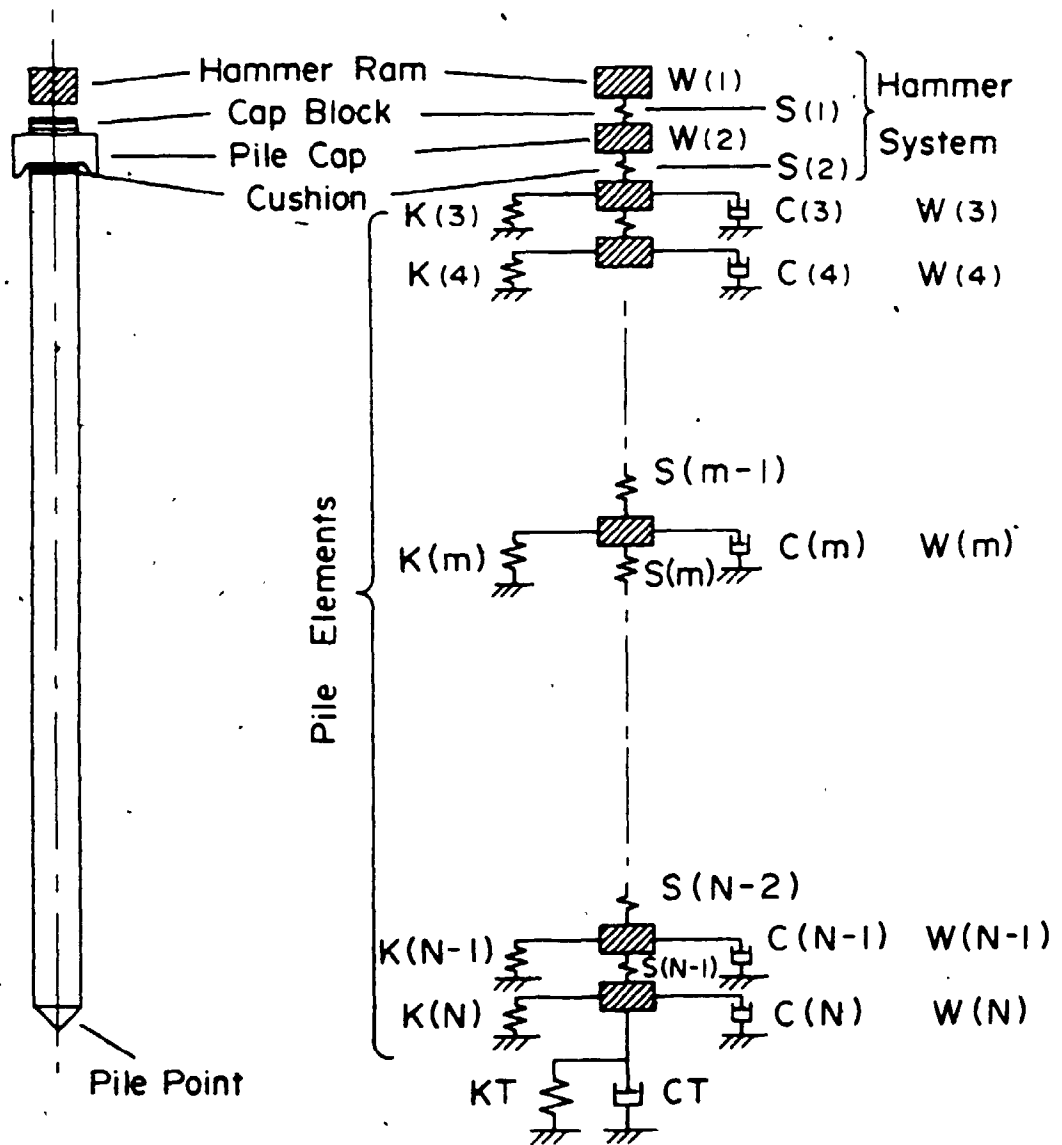 Hammer Ram
W(1)
Hammer
Cap Block
S(1)
Pile Cap
W(2)
System
Cushion
S(2)
K(3)
C(3)
W(3)
K(4)
C(4)
W(4)
S(m-1)
Pile Elements
K(m)
C(m)
W(m)
S(m)
S(N-2)
K(N-1)
C(N-1)
W(N-1)
S(N-1)
K(N)
C(N)
W(N)
Pile Point
KT
CT